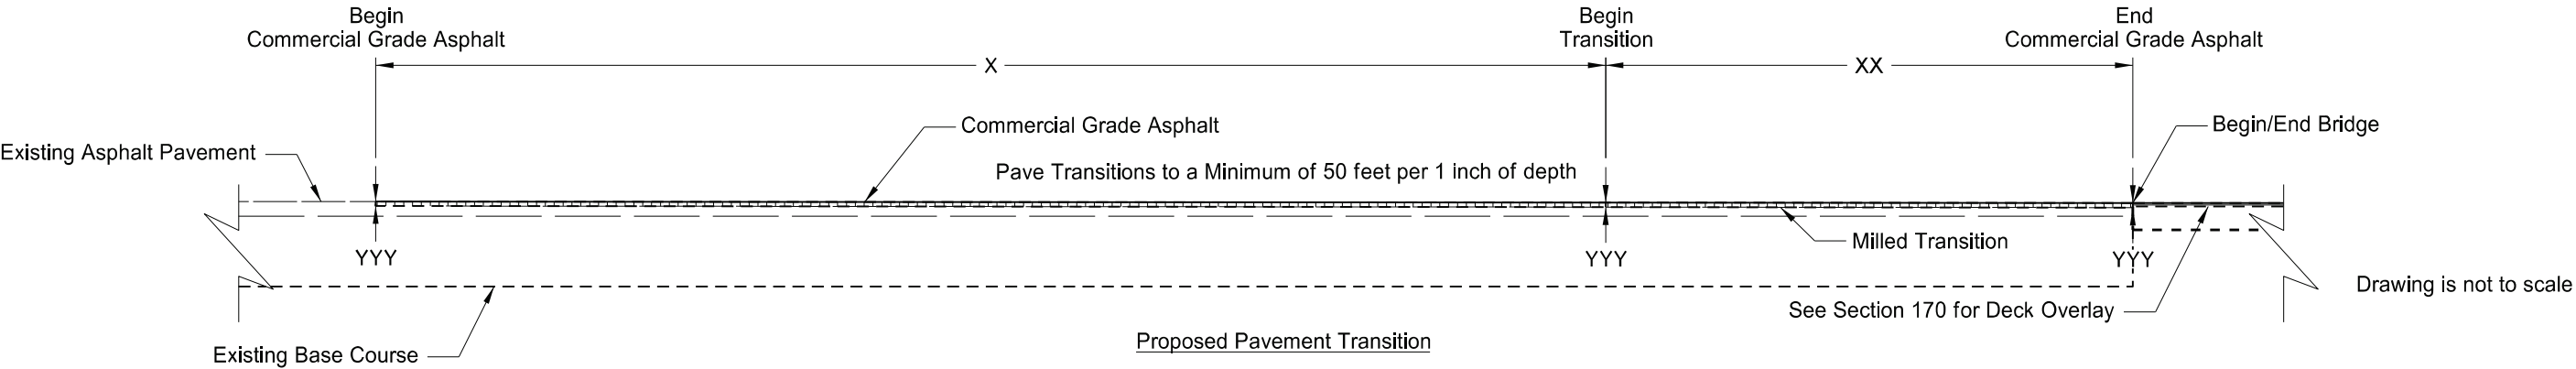 Begin
Commercial Grade Asphalt
Begin
Transition
End
Commercial Grade Asphalt
X
XX
Commercial Grade Asphalt
Begin/End Bridge
Existing Asphalt Pavement
Pave Transitions to a Minimum of 50 feet per 1 inch of depth
Milled Transition
YYY
YYY
YYY
Drawing is not to scale
See Section 170 for Deck Overlay
Proposed Pavement Transition
Existing Base Course